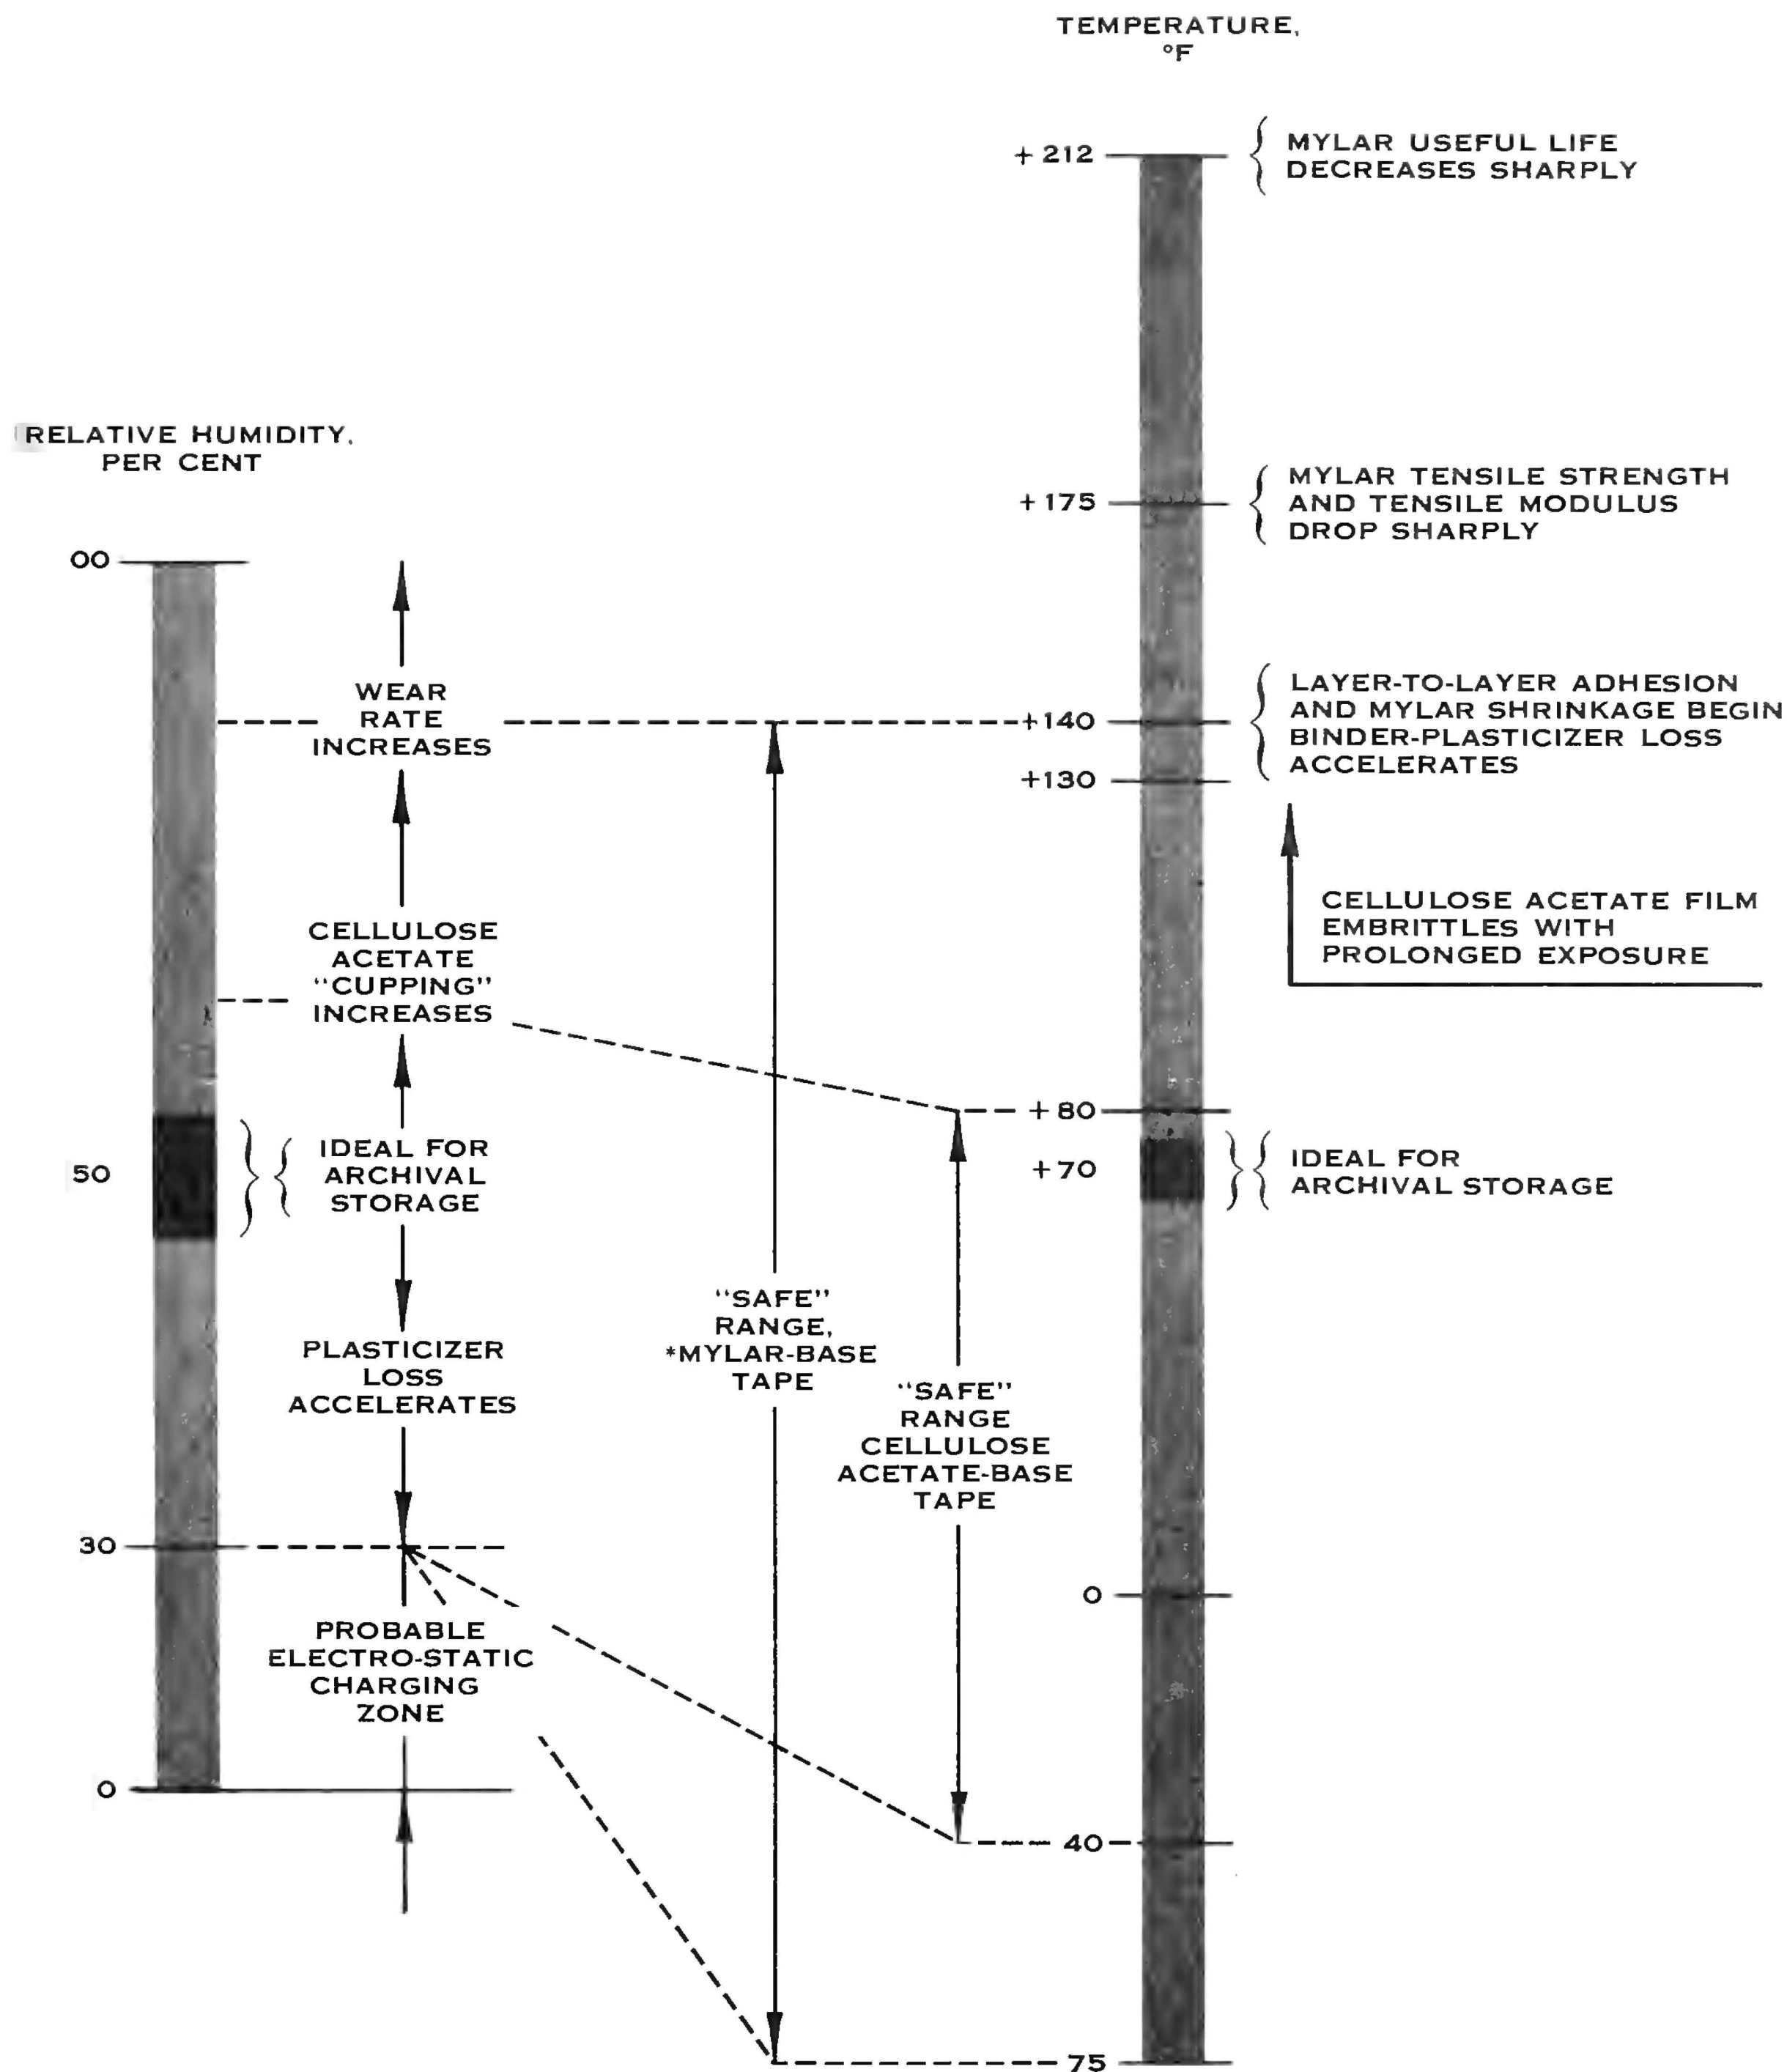 TEMPERATURE,
°F
+ 212
MYLAR USEFUL LIFE
DECREASES SHARPLY
RELATIVE HUMIDITY,
PER CENT
+ 175
MYLAR TENSILE STRENGTH
AND TENSILE MODULUS
DROP SHARPLY
00
WEAR
RATE
INCREASES
+140
+130
LAYER-TO-LAYER ADHESION
AND MYLAR SHRINKAGE BEGIN
BINDER-PLASTICIZER LOSS
ACCELERATES
CELLULOSE ACETATE FILM
EMBRITTLES WITH
PROLONGED EXPOSURE
CELLULOSE
ACETATE
"CUPPING"
INCREASES
+ 80
50
IDEAL FOR
ARCHIVAL
STORAGE
+70
IDEAL FOR
ARCHIVAL STORAGE
PLASTICIZER
LOSS
ACCELERATES
"SAFE"
RANGE,
*MYLAR-BASE
TAPE
"SAFE"
RANGE
CELLULOSE
ACETATE-BASE
TAPE
30
0
PROBABLE
ELECTRO-STATIC
CHARGING
ZONE
0
40
75